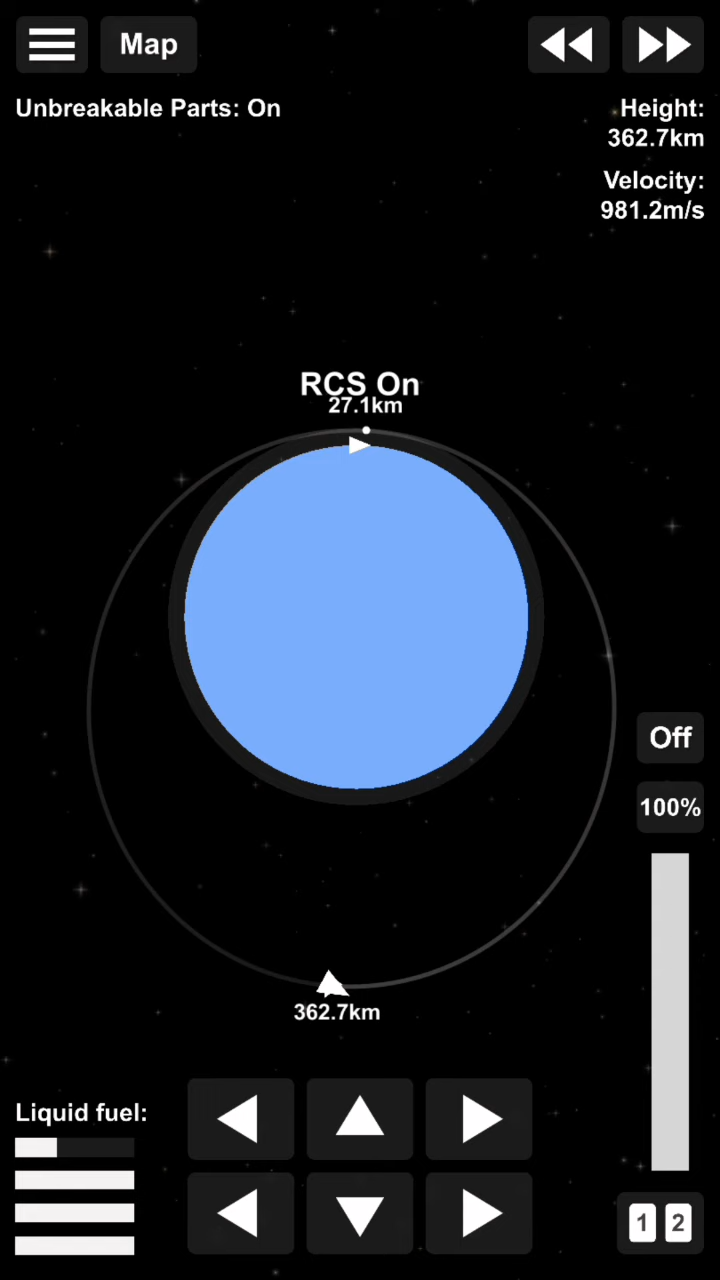 Map
Unbreakable Parts: On
Height:
362.7km
Velocity:
981.2m/s
RCS On
27.1km
Off
100%
362.7km
Liquid fuel:
1 2